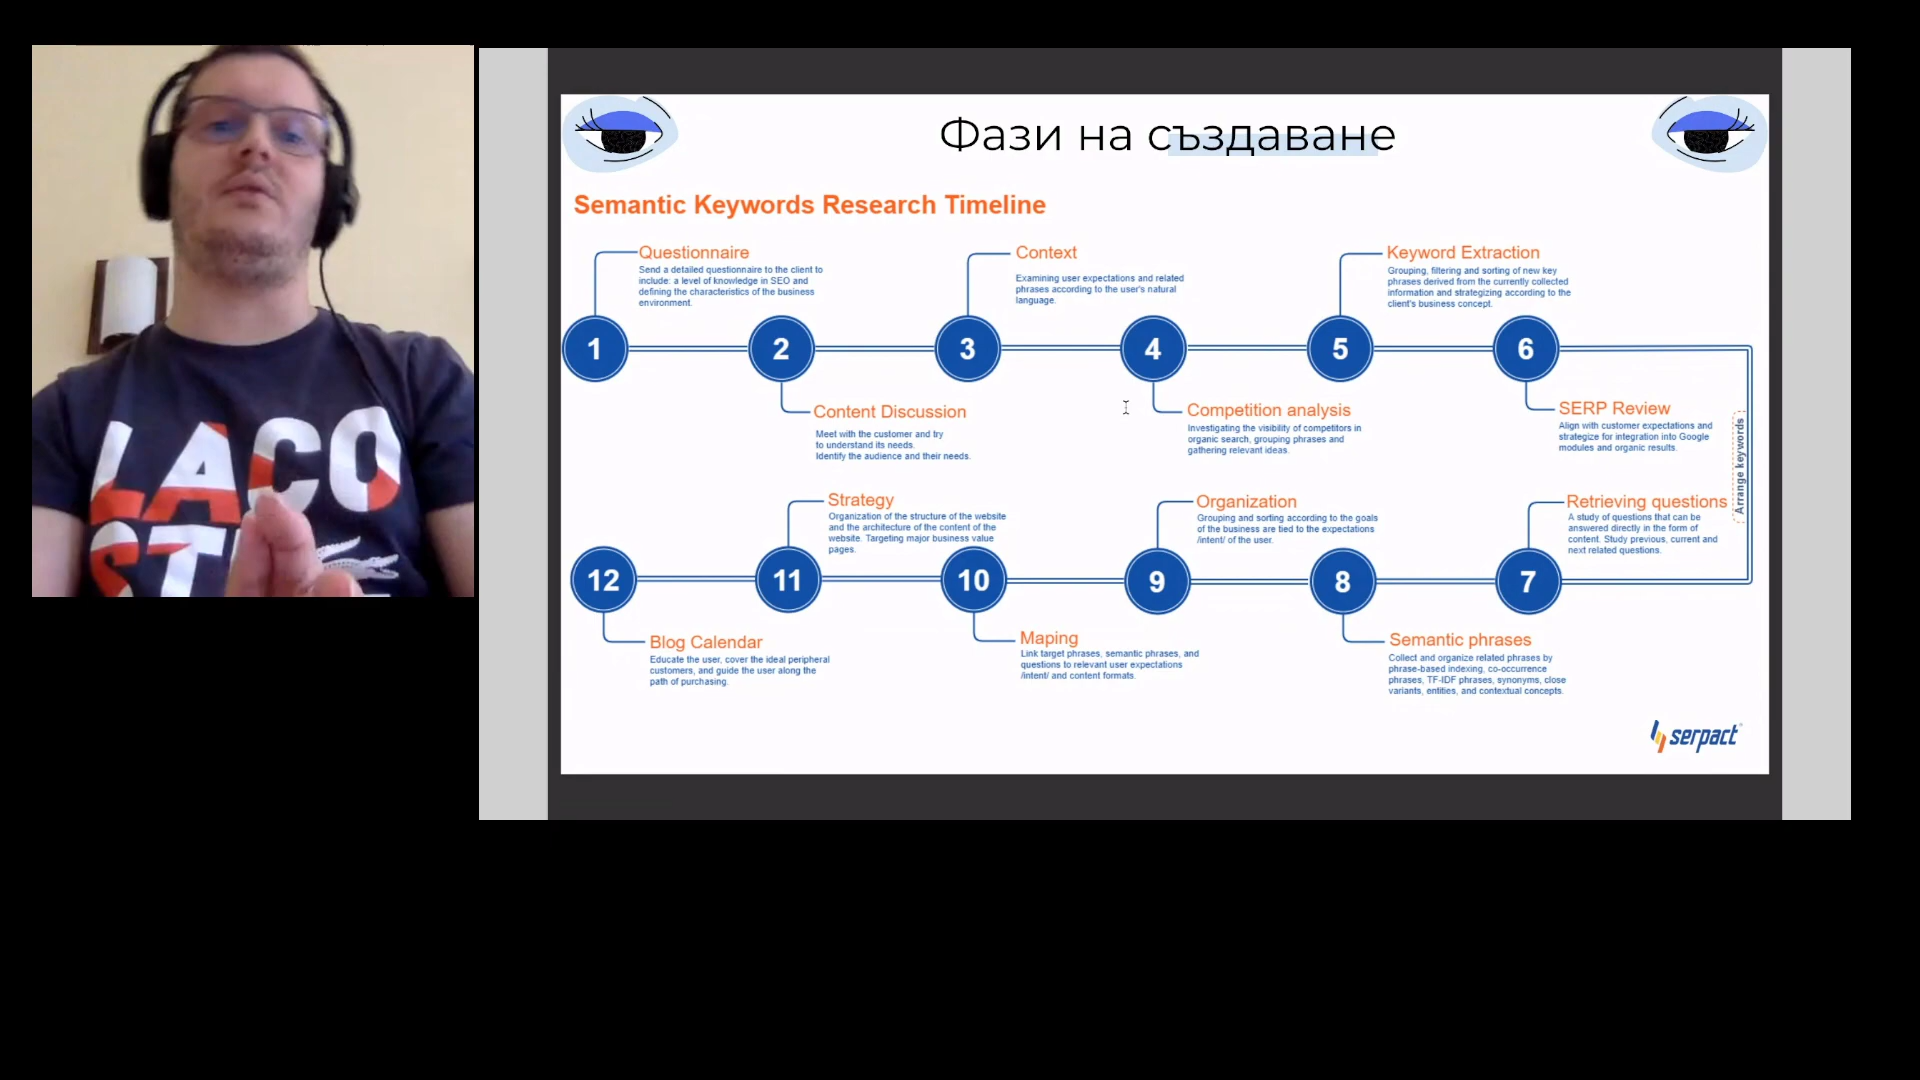 Фази на създаване
Semantic Keywords Research Timeline
Questionnaire
Send a detailed questionnaire to the client to
include: a level of knowledge in SEO and
defining the characteristics of the business
environment.
Context
Examining user expectations and related
phrases according to the user's natural
language.
Keyword Extraction
Grouping, filtering and sorting of new key
phrases derived from the currently collected
information and strategizing according to the
client's business concept.
1
2
3
4
5
6
Content Discussion
Meet with the customer and try
to understand its needs.
Identify the audience and their needs.
Competition analysis
Investigating the visibility of competitors in
organic search, grouping phrases and
gathering relevant ideas.
SERP Review
Align with customer expectations and
strategize for integration into Google
modules and organic results.
Arrange keywords
Strategy
Organization of the structure of the website
and the architecture of the content of the
website. Targeting major business value
pages.
Organization
Grouping and sorting according to the goals
of the business are tied to the expectations
/intent/ of the user.
Retrieving questions
A study of questions that can be
answered directly in the form of
content. Study previous, current and
next related questions.
12
11
10
9
8
7
Blog Calendar
Educate the user, cover the ideal peripheral
customers, and guide the user along the
path of purchasing.
Maping
Link target phrases, semantic phrases, and
questions to relevant user expectations
/intent/ and content formats.
Semantic phrases
Collect and organize related phrases by
phrase-based indexing, co-occurrence
phrases, TF-IDF phrases, synonyms, close
variants, entities, and contextual concepts.
serpact
LACO
ST